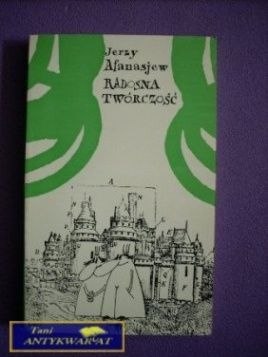 Jerzy
Afanasjew
RADOSNA
TWÓRCZOŚĆ
A
Tani
ANTYKWARIAT